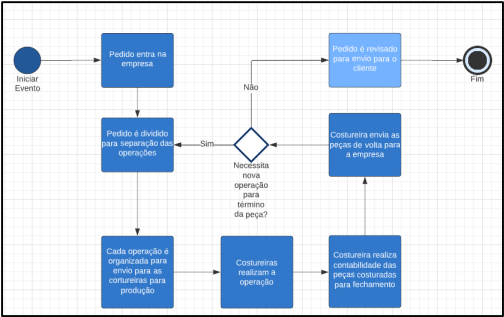 Iniciar
Evento
Pedido entra na
empresa
Pedido é dividido
para separação das
operações
Cada operação é
organizada para
envio para as
cortureiras para
produção
Costureiras
realizam a
operação
Costureira realiza
contabilidade das
peças costuradas
para fechamento
Costureira envia as
peças de volta para
a empresa
Necessita
nova
operação
para
término
da peça?
Sim
Não
Pedido é revisado
para envio para o
cliente
Fim